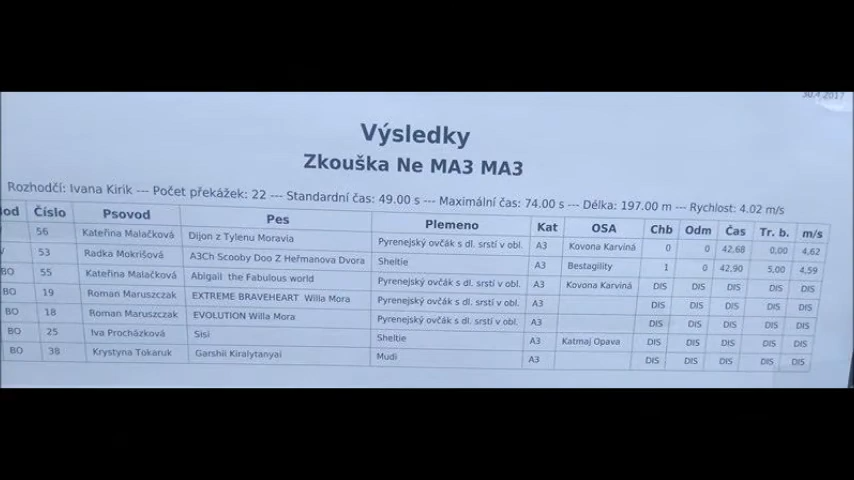 30.4.2017
Výsledky
Zkouška Ne MA3 MA3
Rozhodčí: Ivana Kirik --- Počet překážek: 22 --- Standardní čas: 49.00 s --- Maximální čas: 74.00 s --- Délka: 197.00 m --- Rychlost: 4.02 m/s
od Číslo Psovod Pes Plemeno Kat OSA Chb Odm Čas Tr. b. m/s
56 Kateřina Malačková Dijon z Tylenu Moravia Pyrenejský ovčák s dl. srstí v obl. A3 Kovona Karviná 0 0 42,68 0,00 4,62
53 Radka Mokrišová A3Ch Scooby Doo Z Heřmanova Dvora Sheltie A3 Bestagility 1 0 42,90 5,00 4,59
BO 55 Kateřina Malačková Abigail the Fabulous world Pyrenejský ovčák s dl. srstí v obl. A3 Kovona Karviná DIS DIS DIS DIS DIS
BO 19 Roman Maruszczak EXTREME BRAVEHEART Willa Mora Pyrenejský ovčák s dl. srstí v obl. A3 DIS DIS DIS DIS DIS
BO 18 Roman Maruszczak EVOLUTION Willa Mora Pyrenejský ovčák s dl. srstí v obl. A3 DIS DIS DIS DIS DIS
BO 25 Iva Procházková Sisi Sheltie A3 Katmaj Opava DIS DIS DIS DIS DIS
BO 38 Krystyna Tokaruk Garshil Kiralytanyai Mudi A3 DIS DIS DIS DIS DIS